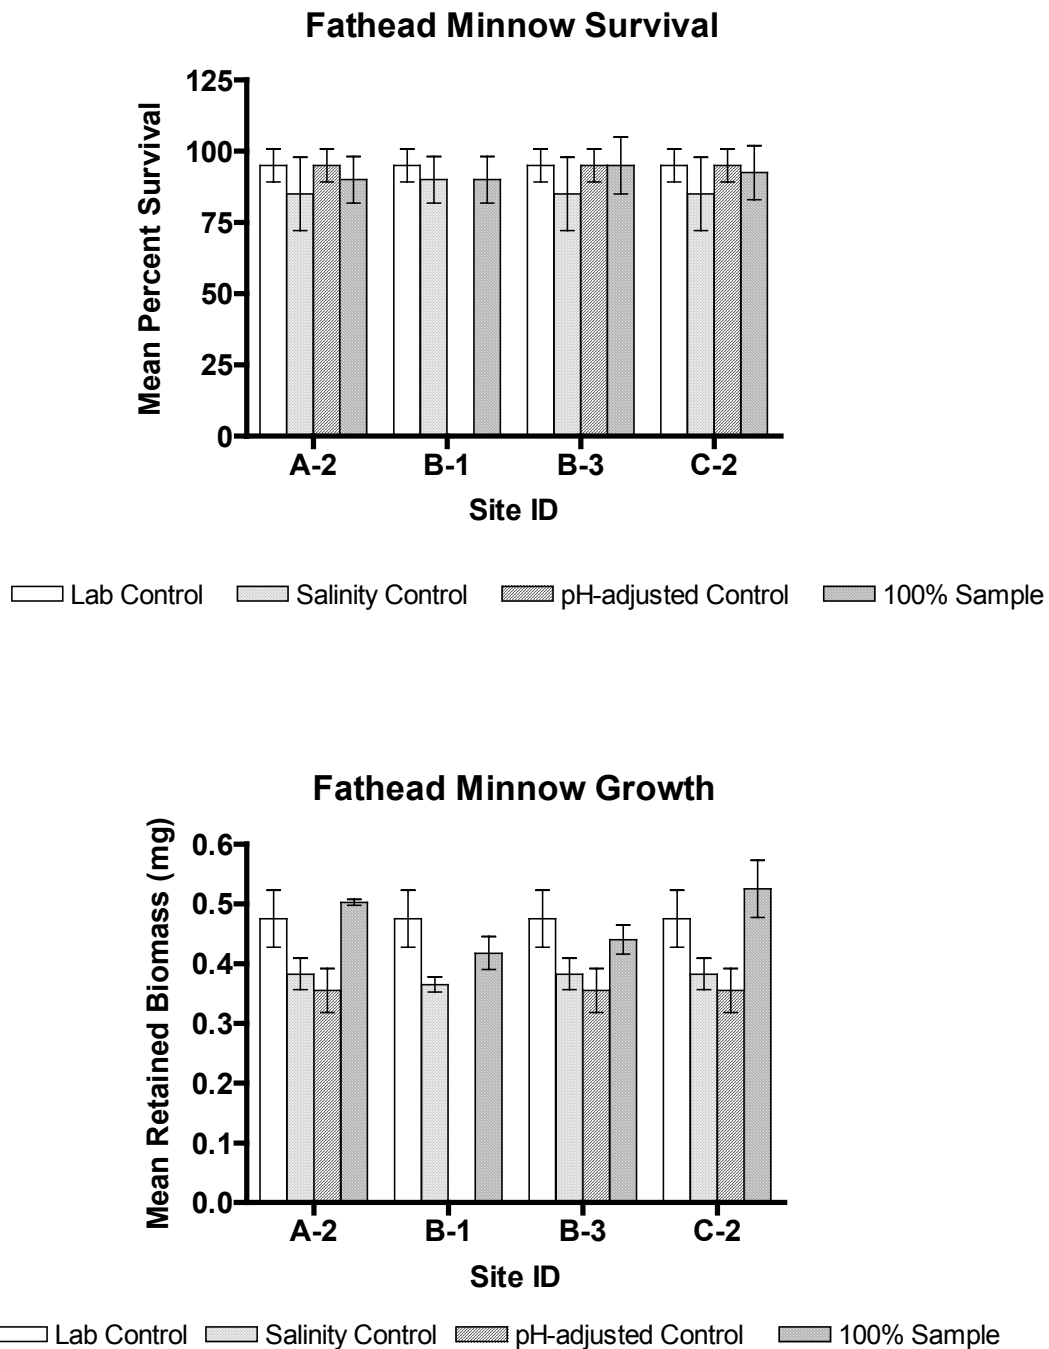 Fathead Minnow Survival
Mean Percent Survival
125
100
75
50
25
0
A-2 B-1 B-3 C-2
Site ID
Lab Control Salinity Control pH-adjusted Control 100% Sample
Fathead Minnow Growth
Mean Retained Biomass (mg)
0.6
0.5
0.4
0.3
0.2
0.1
0.0
A-2 B-1 B-3 C-2
Site ID
Lab Control Salinity Control pH-adjusted Control 100% Sample